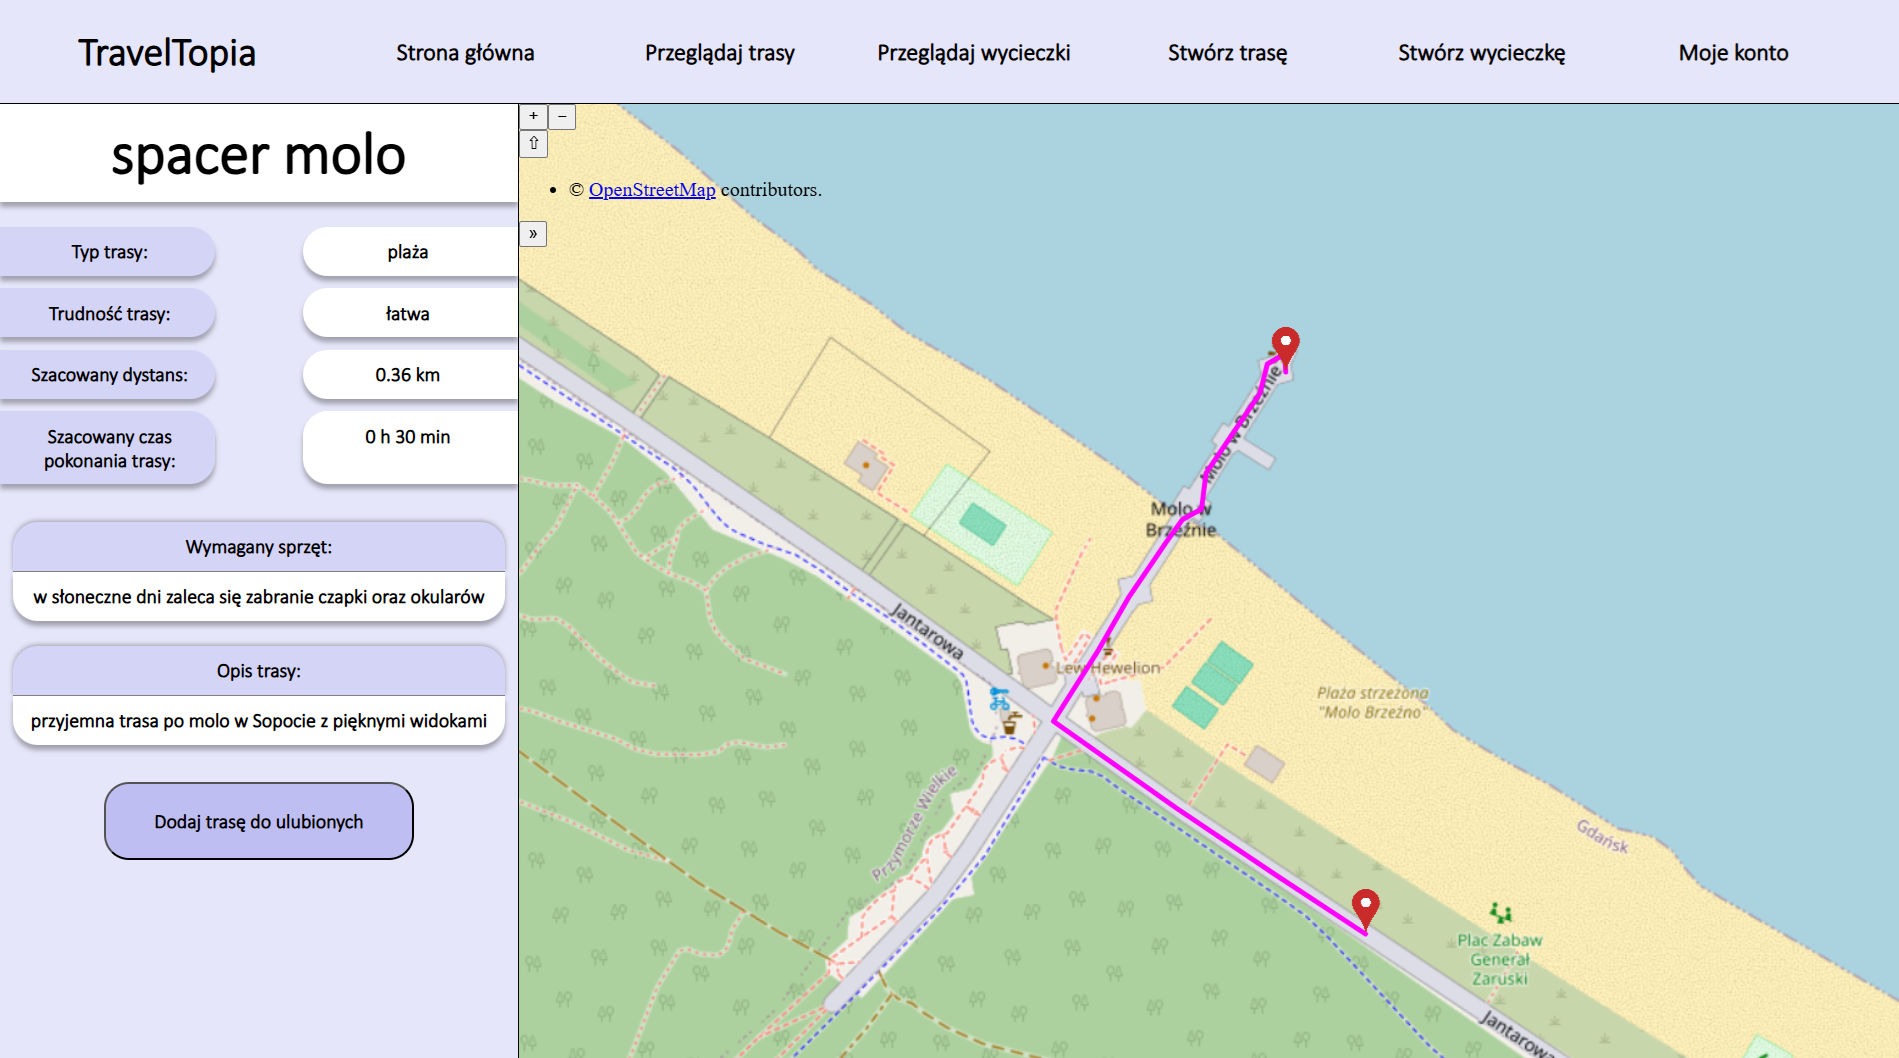 TravelTopia
Strona główna
Przeglądaj trasy
Przeglądaj wycieczki
Stwórz trasę
Stwórz wycieczkę
Moje konto
spacer molo
Typ trasy:
plaża
Trudność trasy:
łatwa
Szacowany dystans:
0.36 km
Szacowany czas
pokonania trasy:
0 h 30 min
Wymagany sprzęt:
w słoneczne dni zaleca się zabranie czapki oraz okularów
Opis trasy:
przyjemna trasa po molo w Sopocie z pięknymi widokami
Dodaj trasę do ulubionych
+
−
⇧
• © OpenStreetMap contributors.
»
Molo w Brzeźnie
Molo w
Brzeźnie
Jantarowa
Lew Hewelion
Plaża strzeżona
"Molo Brzeźno"
Przymorze Wielkie
Gdańsk
Plac Zabaw
Generał
Zaruski
Jantarowa